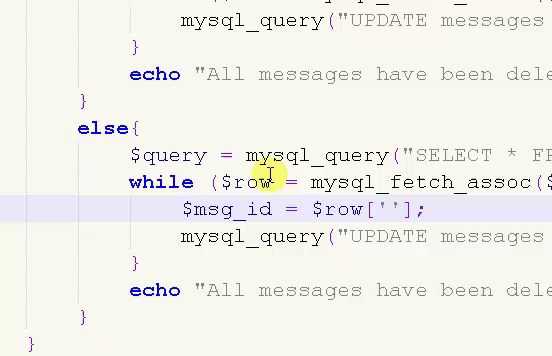 mysql_query("UPDATE messages
}
echo "All messages have been dele
}
else{
$query = mysql_query("SELECT * FR
while ($row = mysql_fetch_assoc($
$msg_id = $row[''];
mysql_query("UPDATE messages
}
echo "All messages have been dele
}
}